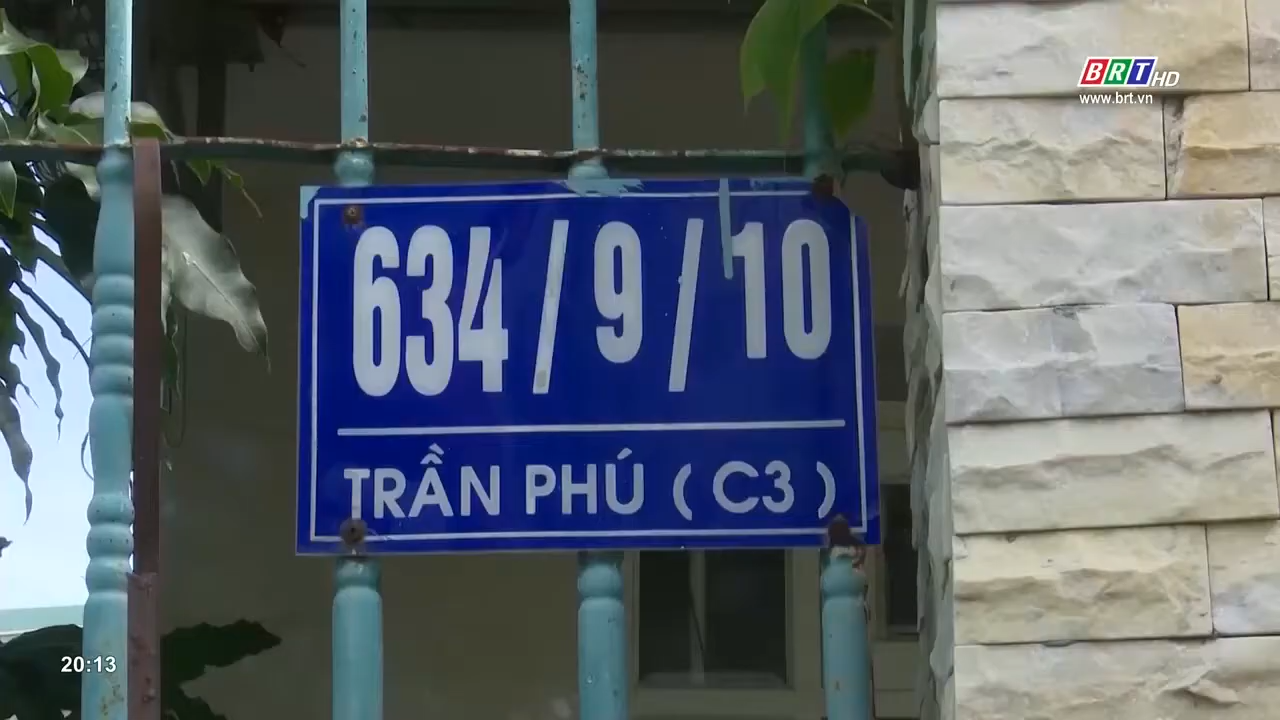 BRT HD
www.brt.vn
634/9/10
TRẦN PHÚ (C3)
20:13